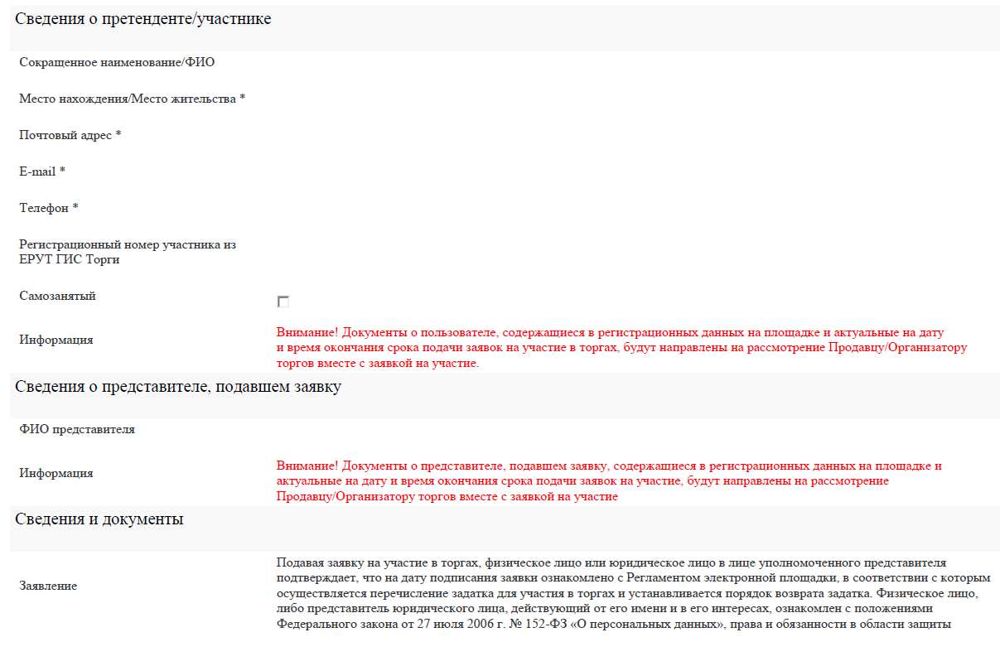 Сведения о претенденте/участнике
Сокращенное наименование/ФИО
Место нахождения/Место жительства *
Почтовый адрес *
E-mail *
Телефон *
Регистрационный номер участника из
ЕРУТ ГИС Торги
Самозанятый
Информация
Внимание! Документы о пользователе, содержащиеся в регистрационных данных на площадке и актуальные на дату
и время окончания срока подачи заявок на участие в торгах, будут направлены на рассмотрение Продавцу/Организатору
торгов вместе с заявкой на участие.
Сведения о представителе, подавшем заявку
ФИО представителя
Информация
Внимание! Документы о представителе, подавшем заявку, содержащиеся в регистрационных данных на площадке и
актуальные на дату и время окончания срока подачи заявок на участие, будут направлены на рассмотрение
Продавцу/Организатору торгов вместе с заявкой на участие
Сведения и документы
Заявление
Подавая заявку на участие в торгах, физическое лицо или юридическое лицо в лице уполномоченного представителя
подтверждает, что на дату подписания заявки ознакомлено с Регламентом электронной площадки, в соответствии с которым
осуществляется перечисление задатка для участия в торгах и устанавливается порядок возврата задатка. Физическое лицо,
либо представитель юридического лица, действующий от его имени и в его интересах, ознакомлен с положениями
Федерального закона от 27 июля 2006 г. № 152-ФЗ «О персональных данных», права и обязанности в области защиты